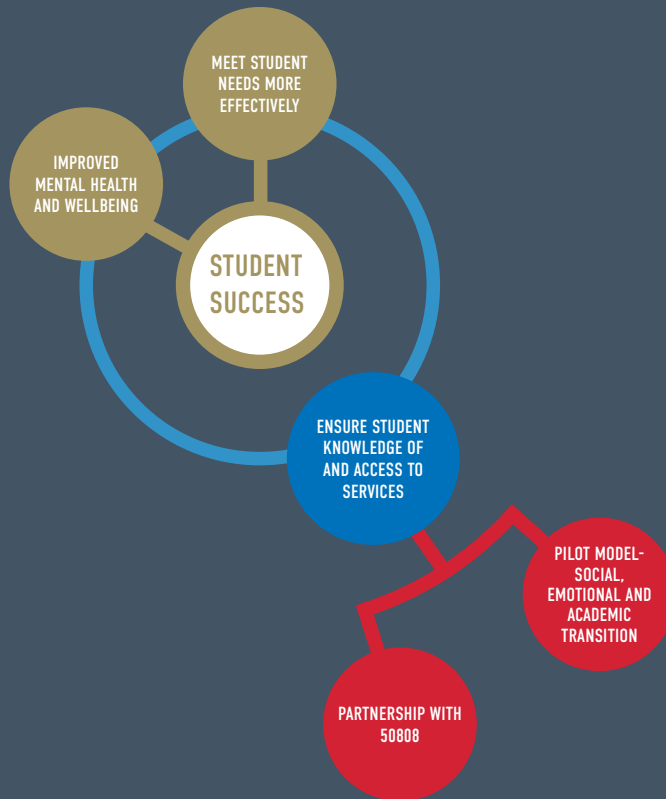 MEET STUDENT
NEEDS MORE
EFFECTIVELY
IMPROVED
MENTAL HEALTH
AND WELLBEING
STUDENT
SUCCESS
ENSURE STUDENT
KNOWLEDGE OF
AND ACCESS TO
SERVICES
PILOT MODEL-
SOCIAL,
EMOTIONAL AND
ACADEMIC
TRANSITION
PARTNERSHIP WITH
50808